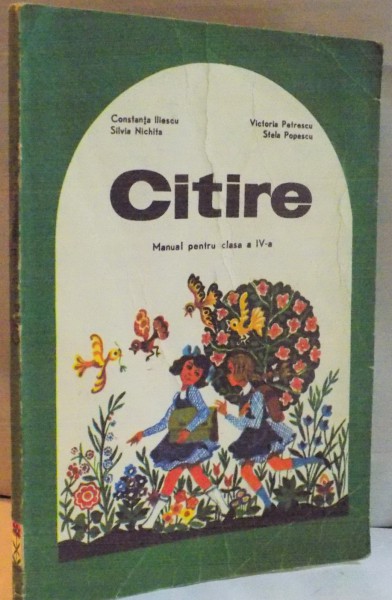 Constanța Iliescu
Silvia Nichita
Victoria Petrescu
Stela Popescu
Citire
Manual pentru clasa a IV-a